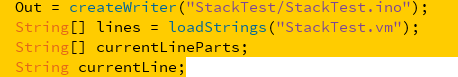 Out = createWriter("StackTest/StackTest.ino");
String[] lines = loadStrings("StackTest.vm");
String[] currentLineParts;
String currentLine;